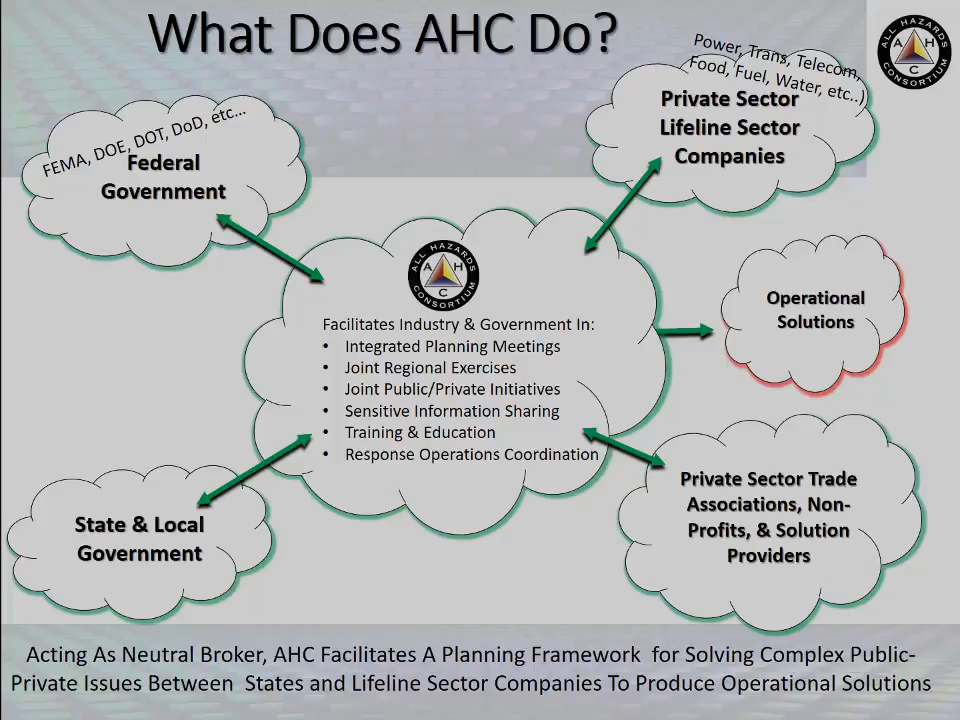 What Does AHC Do?
Power, Trans, Telecom,
Food, Fuel, Water, etc..)
ALL HAZARDS
A H
C
CONSORTIUM
Private Sector
Lifeline Sector
Companies
FEMA, DOE, DOT, DoD, etc…
Federal
Government
ALL HAZARDS
A H
C
CONSORTIUM
Facilitates Industry & Government In:
• Integrated Planning Meetings
• Joint Regional Exercises
• Joint Public/Private Initiatives
• Sensitive Information Sharing
• Training & Education
• Response Operations Coordination
Operational
Solutions
State & Local
Government
Private Sector Trade
Associations, Non-
Profits, & Solution
Providers
Acting As Neutral Broker, AHC Facilitates A Planning Framework for Solving Complex Public-
Private Issues Between States and Lifeline Sector Companies To Produce Operational Solutions